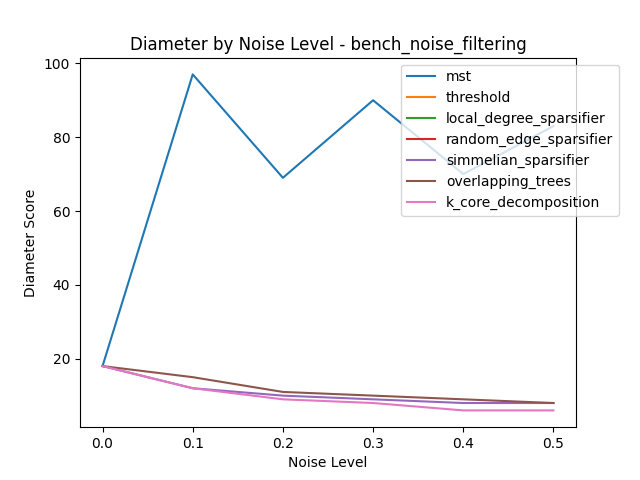 Diameter by Noise Level - bench_noise_filtering
100
80
60
40
20
Diameter Score
0.0 0.1 0.2 0.3 0.4 0.5
Noise Level
mst
threshold
local_degree_sparsifier
random_edge_sparsifier
simmelian_sparsifier
overlapping_trees
k_core_decomposition